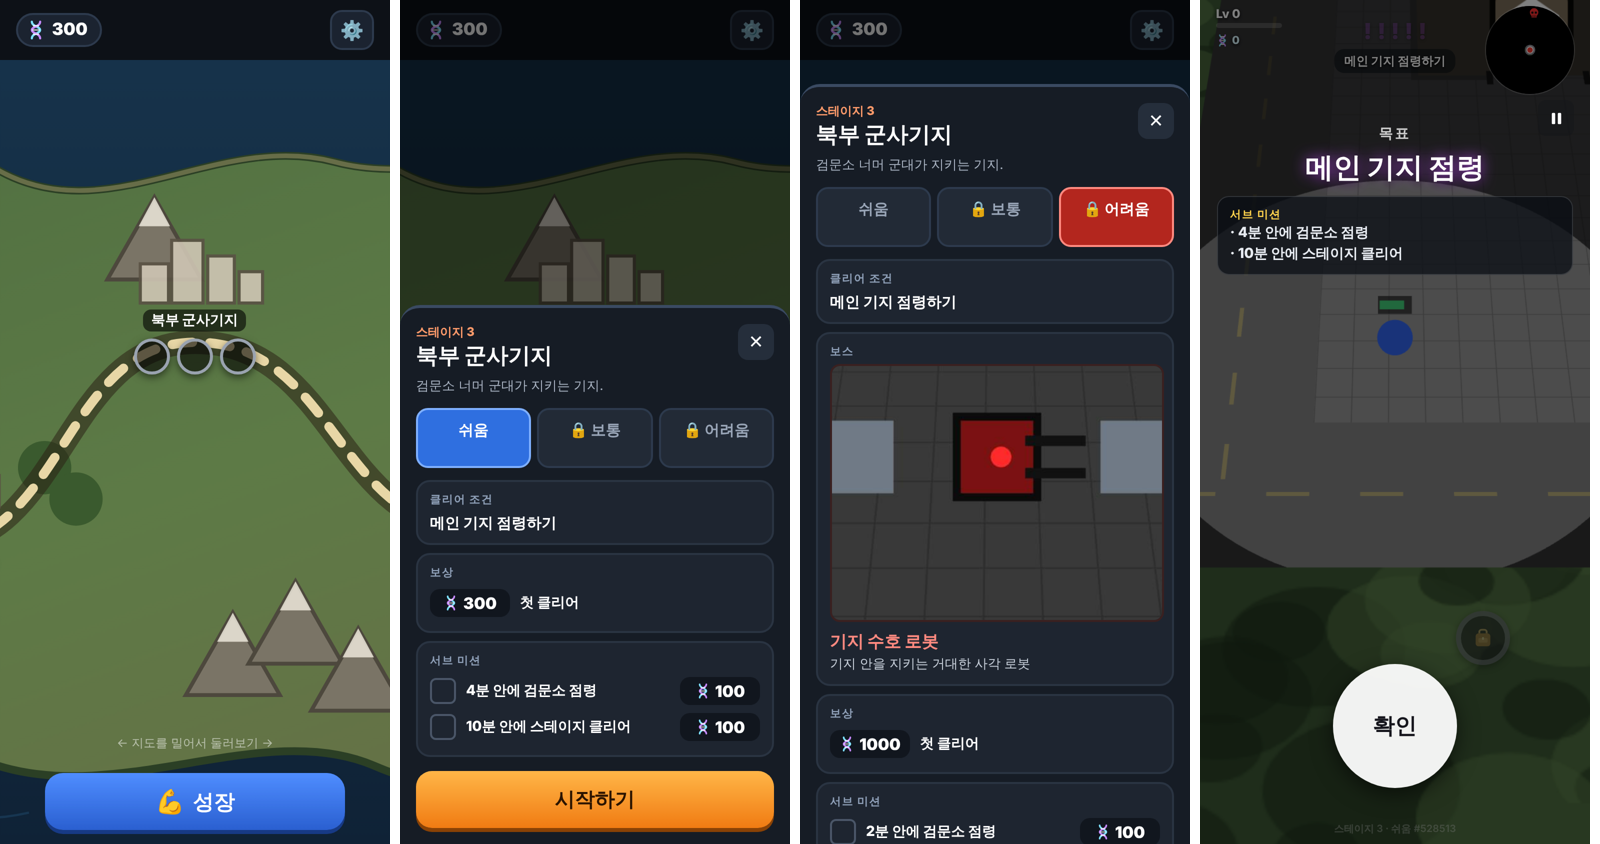 300
북부 군사기지
← 지도를 밀어서 둘러보기 →
💪 성장
300
스테이지 3
북부 군사기지
검문소 너머 군대가 지키는 기지.
쉬움
🔒 보통
🔒 어려움
클리어 조건
메인 기지 점령하기
보상
300 첫 클리어
서브 미션
4분 안에 검문소 점령 100
10분 안에 스테이지 클리어 100
시작하기
300
스테이지 3
북부 군사기지
검문소 너머 군대가 지키는 기지.
쉬움
🔒 보통
🔒 어려움
클리어 조건
메인 기지 점령하기
보스
기지 수호 로봇
기지 안을 지키는 거대한 사각 로봇
보상
1000 첫 클리어
서브 미션
2분 안에 검문소 점령 100
Lv 0
0
!!!!!
메인 기지 점령하기
목표
메인 기지 점령
서브 미션
· 4분 안에 검문소 점령
· 10분 안에 스테이지 클리어
확인
스테이지 3 · 쉬움 #528513